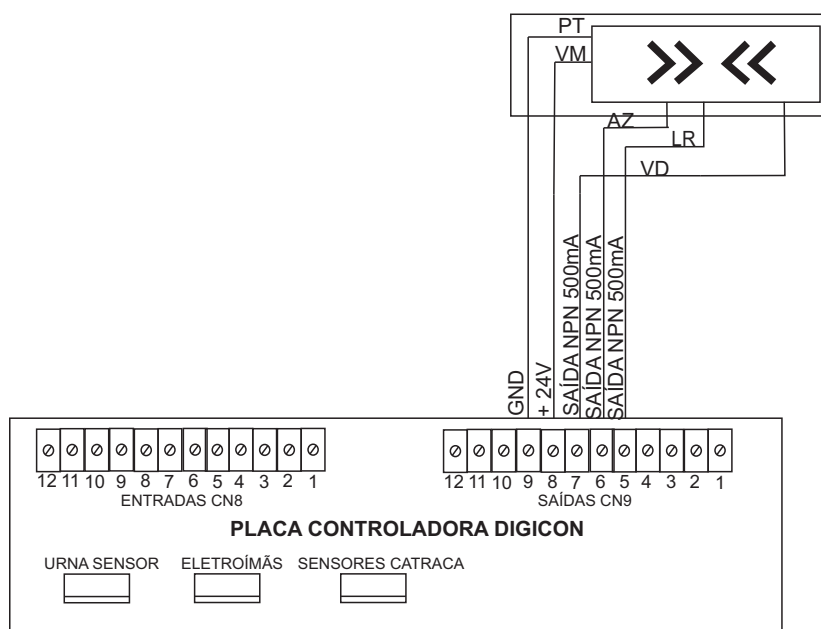 PT
VM
AZ
LR
VD
GND
+ 24V
SAÍDA NPN 500mA
SAÍDA NPN 500mA
SAÍDA NPN 500mA
12 11 10 9 8 7 6 5 4 3 2 1
ENTRADAS CN8
12 11 10 9 8 7 6 5 4 3 2 1
SAÍDAS CN9
PLACA CONTROLADORA DIGICON
URNA SENSOR
ELETROÍMÃS
SENSORES CATRACA